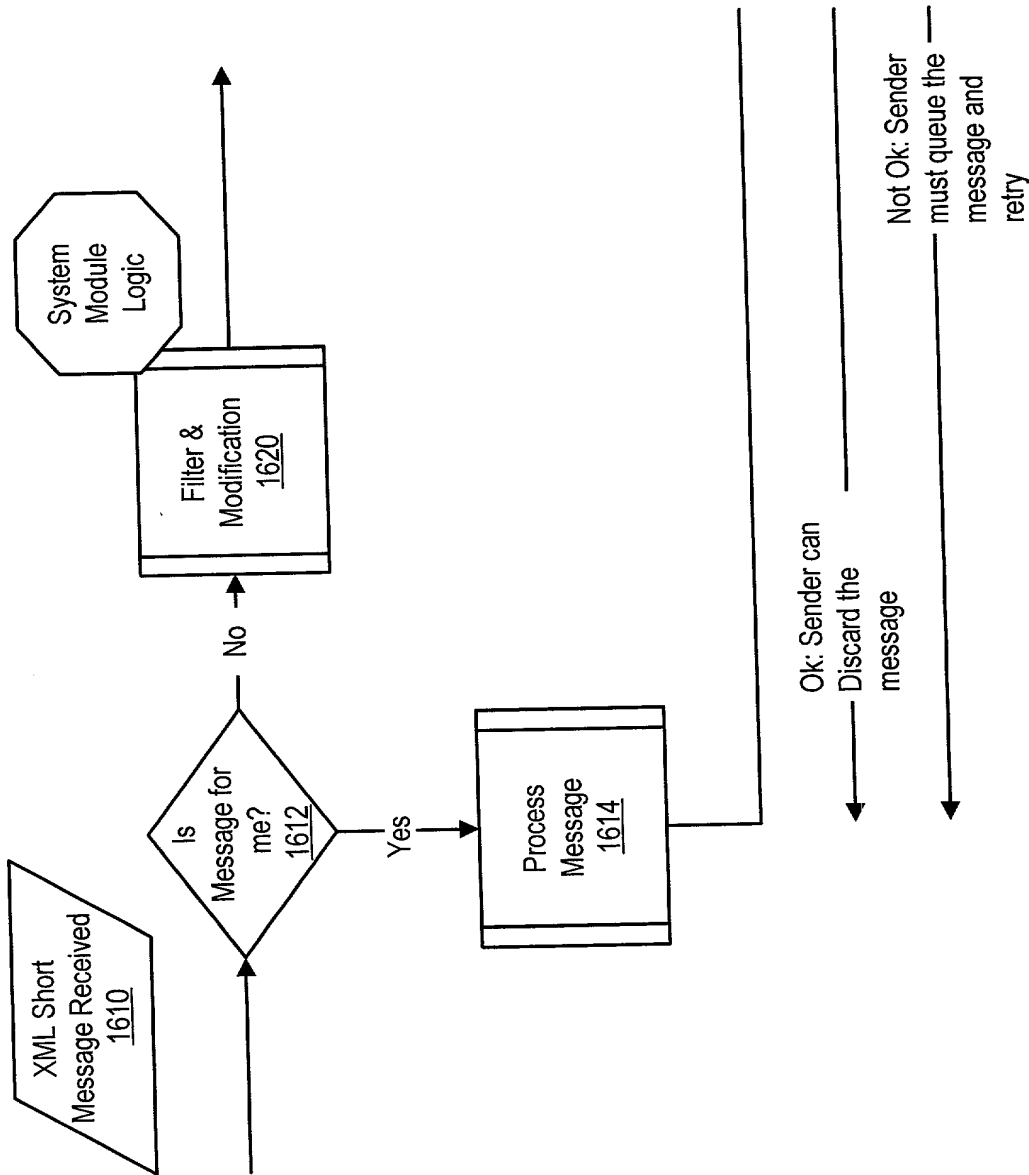 XML Short
Message Received
1610
Is
Message for
me?
1612
No
Yes
Process
Message
1614
Filter &
Modification
1620
System
Module
Logic
Ok: Sender can
Discard the
message
Not Ok: Sender
must queue the
message and
retry